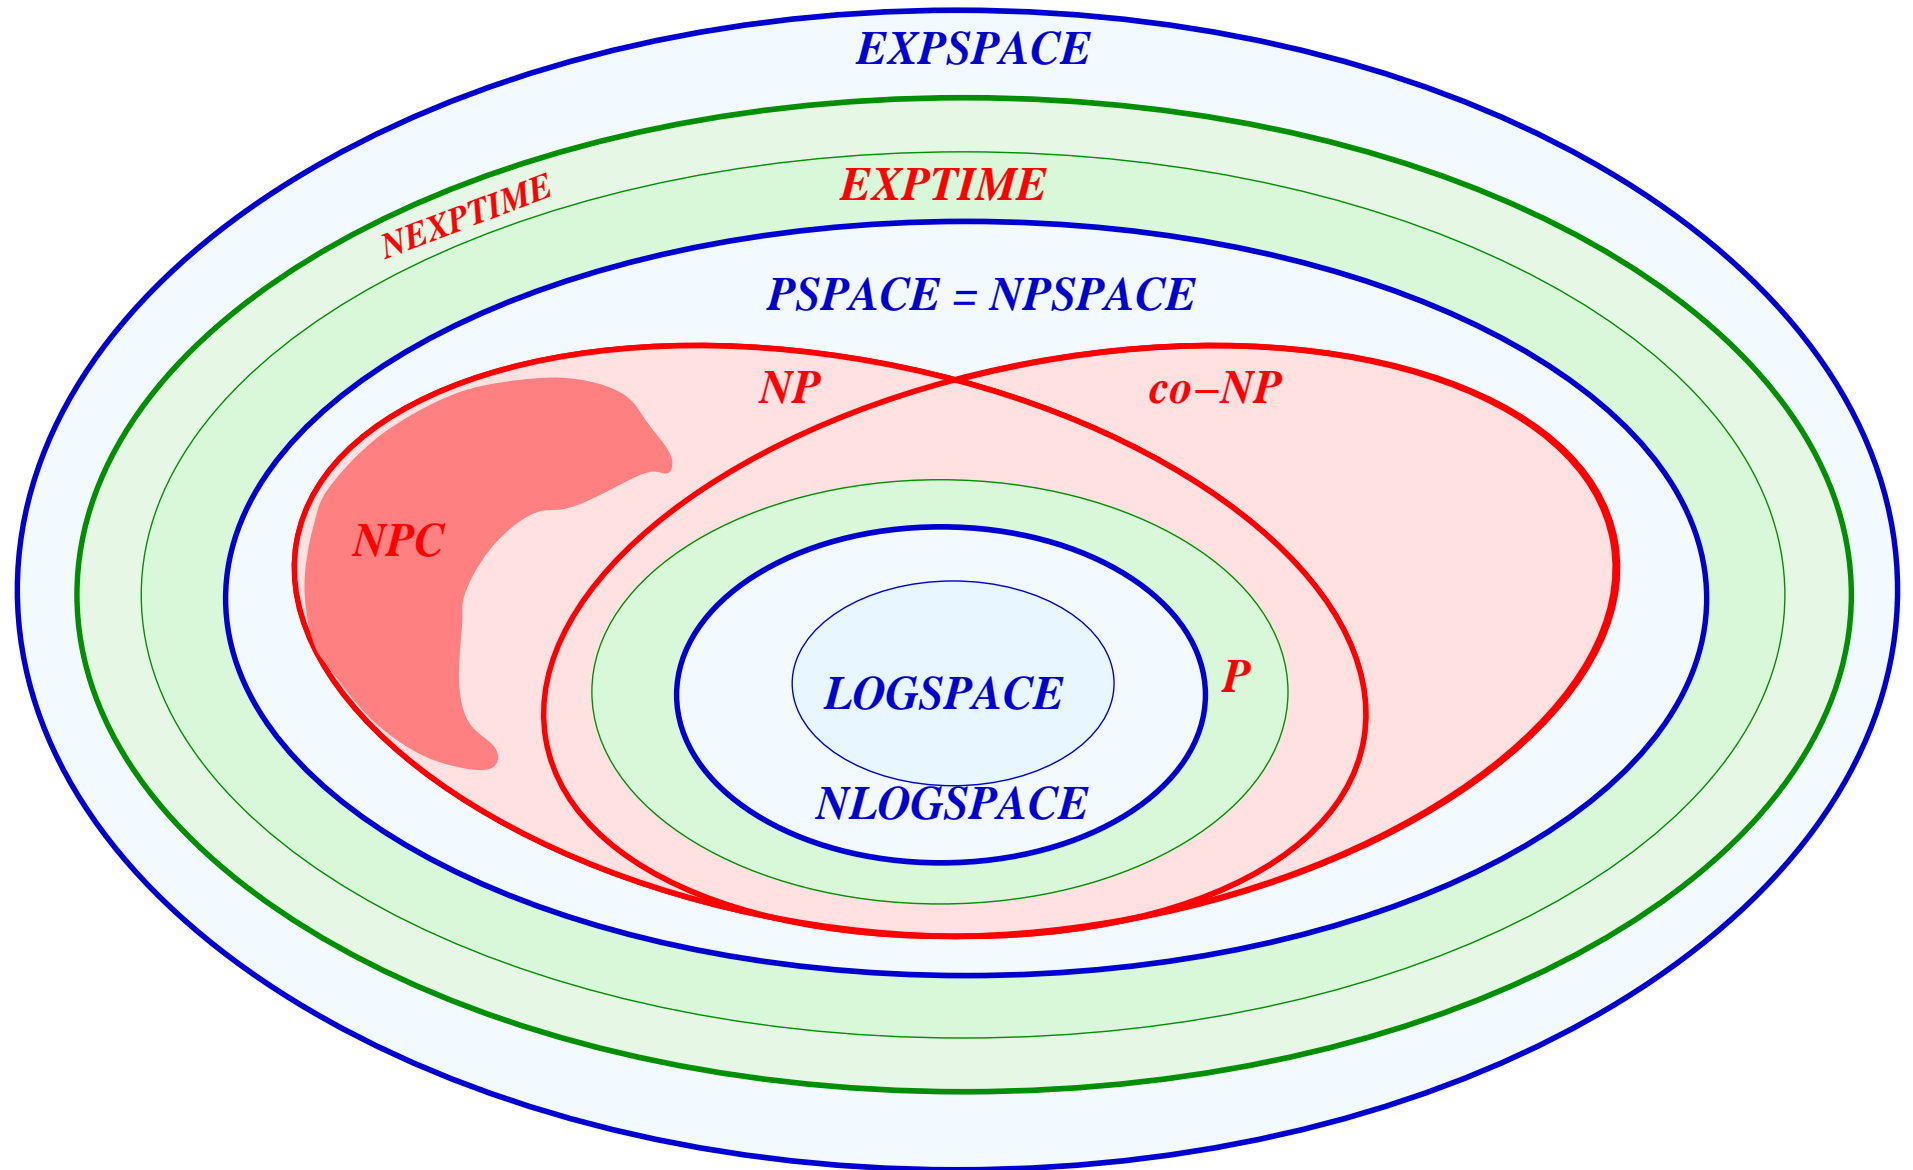 EXPSPACE
EXPTIME
NEXPTIME
PSPACE = NPSPACE
NP
co–NP
NPC
P
LOGSPACE
NLOGSPACE